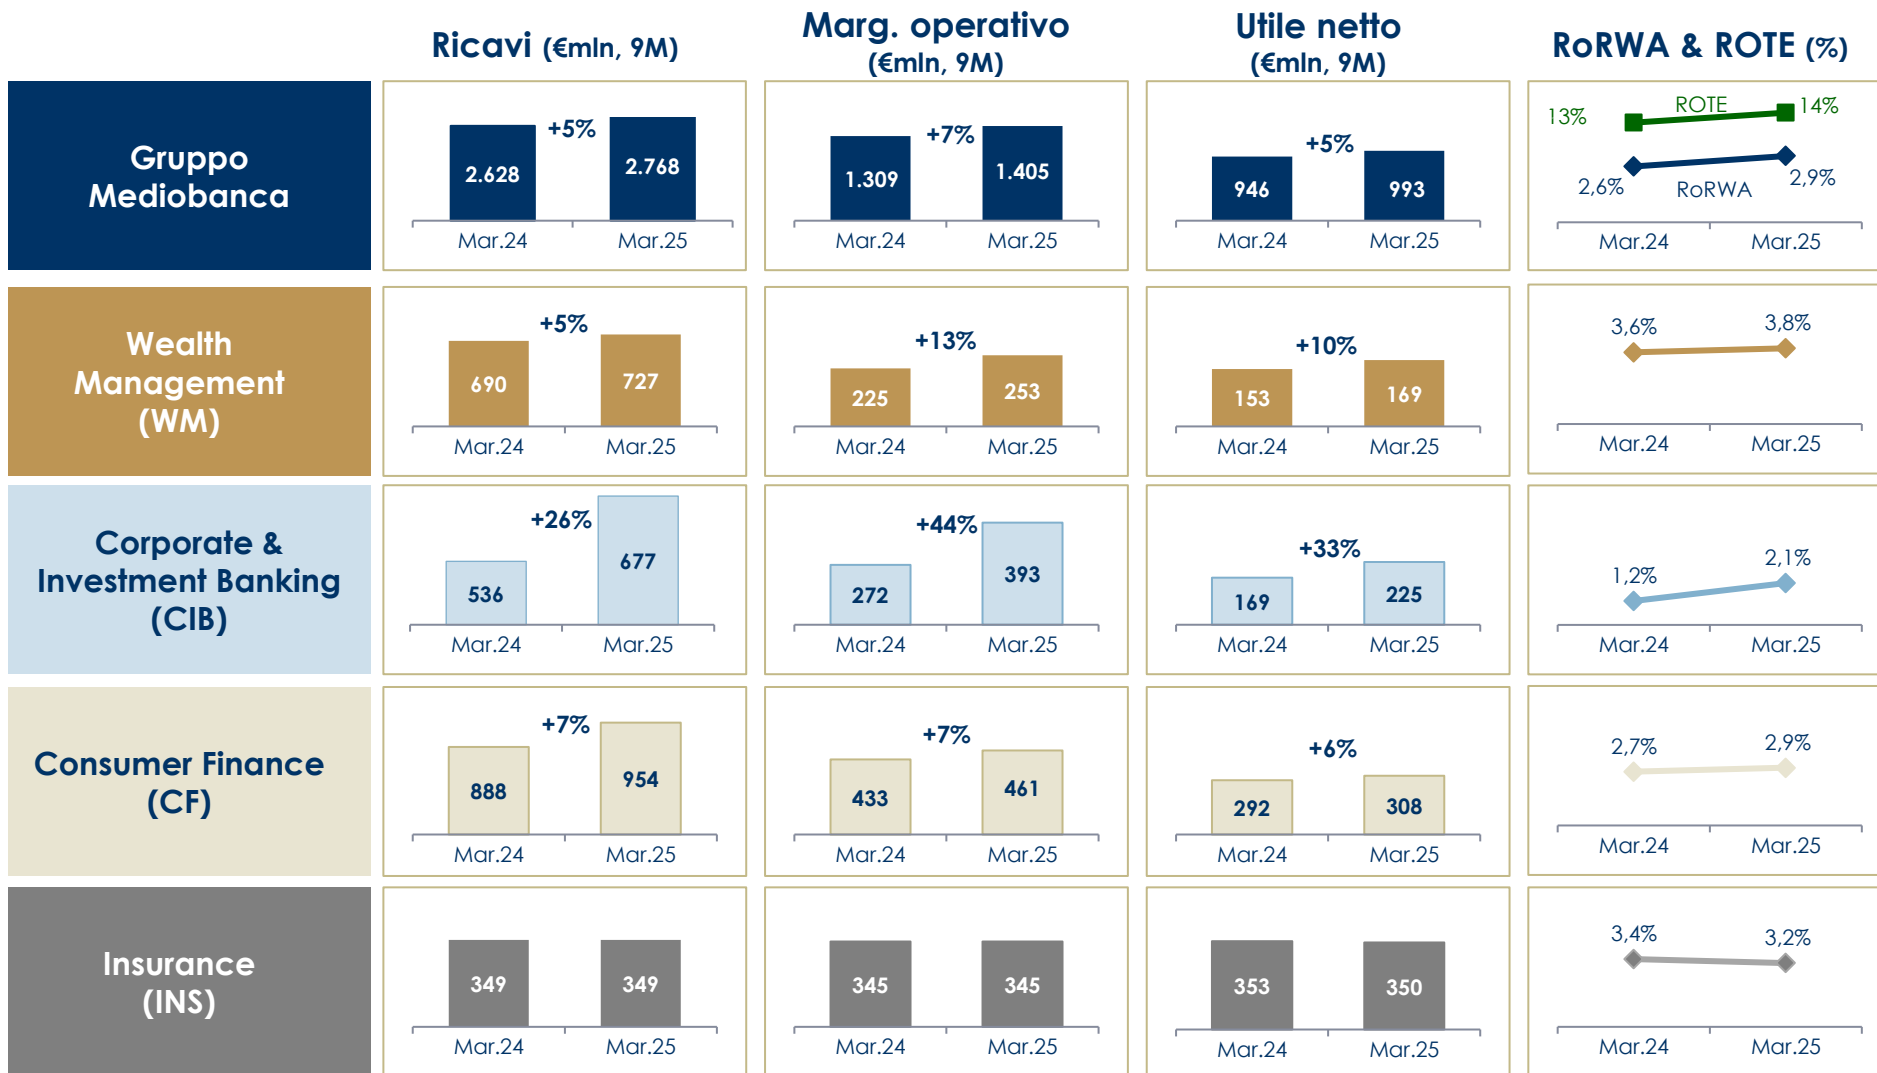 Ricavi (€mln, 9M)
Marg. operativo
(€mln, 9M)
Utile netto
(€mln, 9M)
RoRWA & ROTE (%)
Gruppo
Mediobanca
2.628
+5%
2.768
Mar.24
Mar.25
1.309
+7%
1.405
Mar.24
Mar.25
946
+5%
993
Mar.24
Mar.25
13%
ROTE
14%
2,6%
RoRWA
2,9%
Mar.24
Mar.25
Wealth
Management
(WM)
690
+5%
727
Mar.24
Mar.25
225
+13%
253
Mar.24
Mar.25
153
+10%
169
Mar.24
Mar.25
3,6%
3,8%
Mar.24
Mar.25
Corporate &
Investment Banking
(CIB)
536
+26%
677
Mar.24
Mar.25
272
+44%
393
Mar.24
Mar.25
169
+33%
225
Mar.24
Mar.25
1,2%
2,1%
Mar.24
Mar.25
Consumer Finance
(CF)
888
+7%
954
Mar.24
Mar.25
433
+7%
461
Mar.24
Mar.25
292
+6%
308
Mar.24
Mar.25
2,7%
2,9%
Mar.24
Mar.25
Insurance
(INS)
349
349
Mar.24
Mar.25
345
345
Mar.24
Mar.25
353
350
Mar.24
Mar.25
3,4%
3,2%
Mar.24
Mar.25